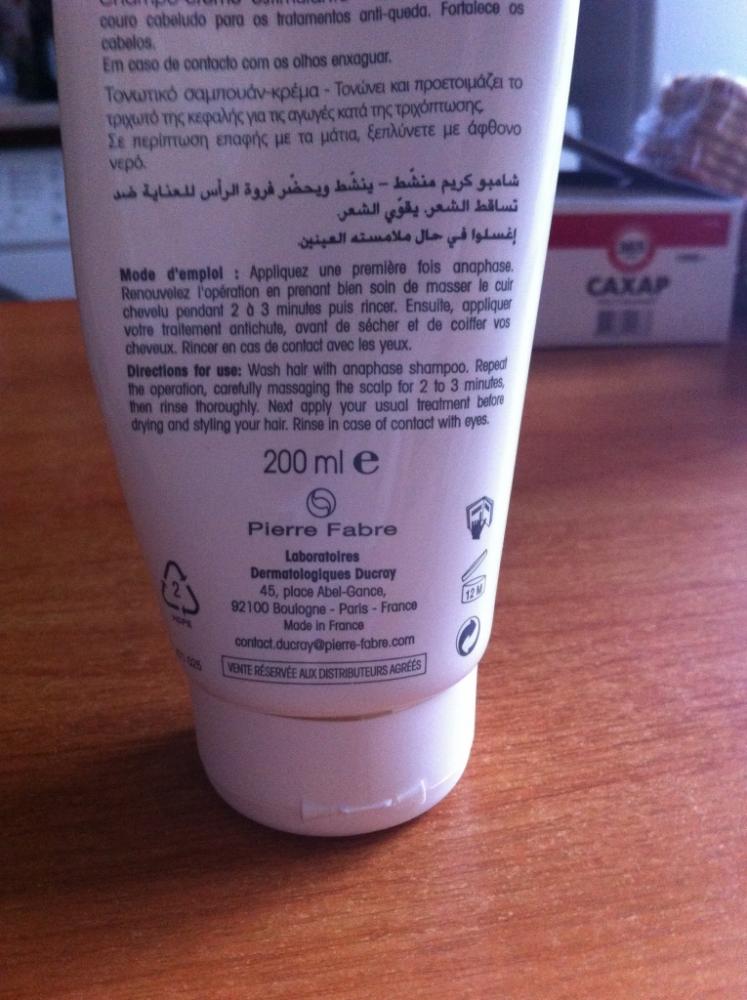 Champô-creme estimulante
couro cabeludo para os tratamentos anti-queda. Fortalece os
cabelos.
Em caso de contacto com os olhos enxaguar.
Τονωτικό σαμπουάν-κρέμα - Τονώνει και προετοιμάζει το
τριχωτό της κεφαλής για τις αγωγές κατά της τριχόπτωσης.
Σε περίπτωση επαφής με τα μάτια, ξεπλύνετε με άφθονο
νερό.
شامبو كريم منشّط – ينشّط ويحضّر فروة الرأس للعناية ضد
تساقط الشعر. يقوّي الشعر.
إغسلوا في حال ملامسته العينين.
Mode d'emploi : Appliquez une première fois anaphase.
Renouvelez l'opération en prenant bien soin de masser le cuir
chevelu pendant 2 à 3 minutes puis rincer. Ensuite, appliquer
votre traitement antichute, avant de sécher et de coiffer vos
cheveux. Rincer en cas de contact avec les yeux.
Directions for use: Wash hair with anaphase shampoo. Repeat
the operation, carefully massaging the scalp for 2 to 3 minutes,
then rinse thoroughly. Next apply your usual treatment before
drying and styling your hair. Rinse in case of contact with eyes.
200 ml e
Pierre Fabre
Laboratoires
Dermatologiques Ducray
45, place Abel-Gance,
92100 Boulogne - Paris - France
Made in France
contact.ducray@pierre-fabre.com
VENTE RÉSERVÉE AUX DISTRIBUTEURS AGRÉÉS
2
HDPE
025
12 M
САХАР